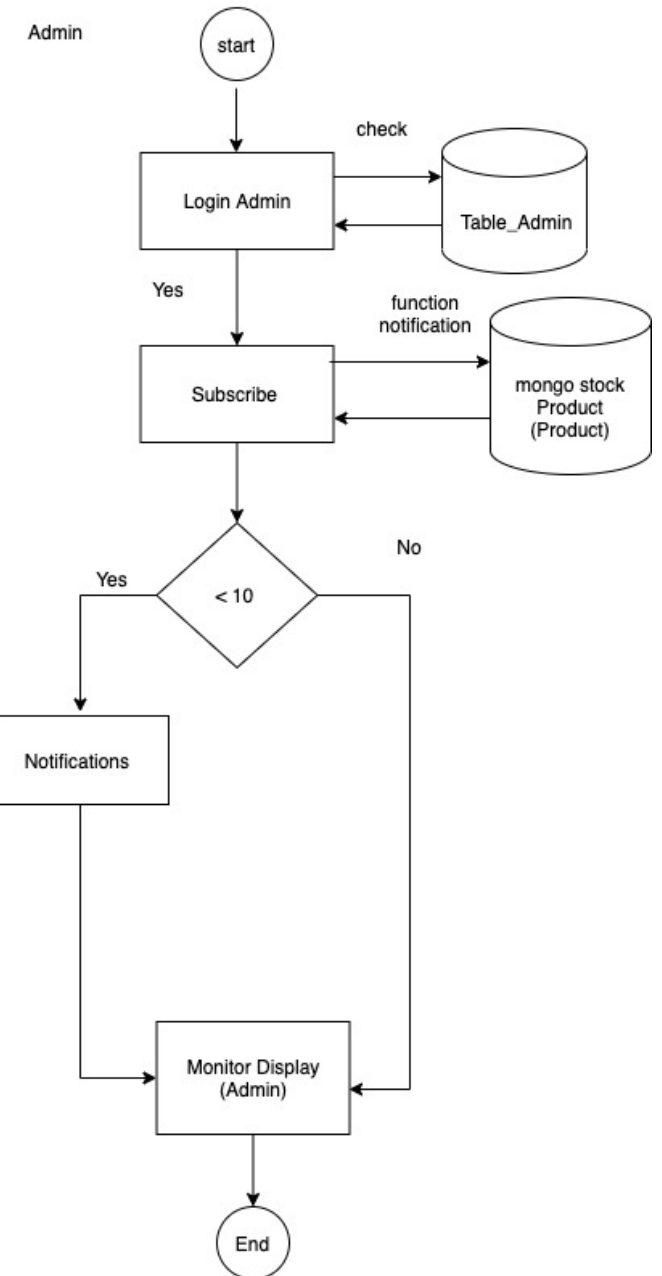 Admin
start
check
Login Admin
Table_Admin
Yes
function
notification
Subscribe
mongo stock
Product
(Product)
No
Yes
< 10
Notifications
Monitor Display
(Admin)
End